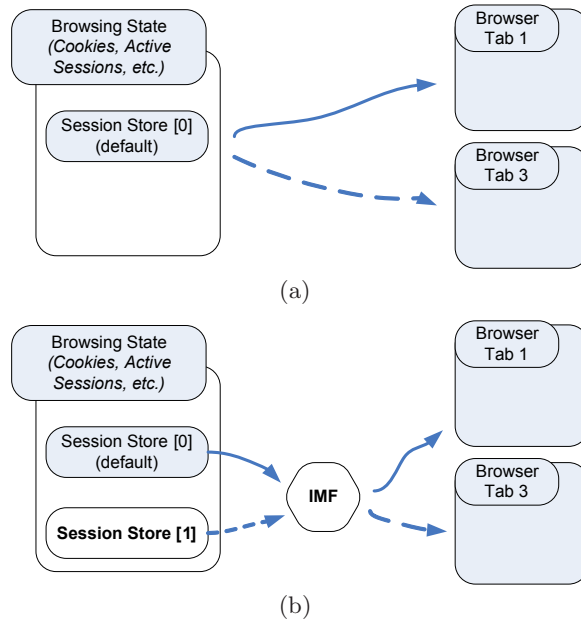 Browsing State
(Cookies, Active
Sessions, etc.)
Session Store [0]
(default)
Browser
Tab 1
Browser
Tab 3
(a)
Browsing State
(Cookies, Active
Sessions, etc.)
Session Store [0]
(default)
Session Store [1]
IMF
Browser
Tab 1
Browser
Tab 3
(b)